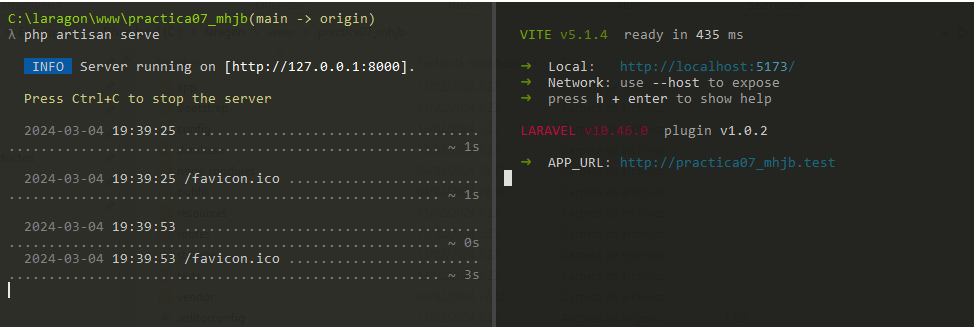 C:\laragon\www\practica07_mhjb(main -> origin)
λ php artisan serve
INFO Server running on [http://127.0.0.1:8000].
Press Ctrl+C to stop the server
2024-03-04 19:39:25 ......................................
....................................................... ~ 1s
2024-03-04 19:39:25 /favicon.ico .........................
....................................................... ~ 1s
2024-03-04 19:39:53 ......................................
....................................................... ~ 0s
2024-03-04 19:39:53 /favicon.ico .........................
....................................................... ~ 3s
VITE v5.1.4 ready in 435 ms
➜ Local: http://localhost:5173/
➜ Network: use --host to expose
➜ press h + enter to show help
LARAVEL v10.46.0 plugin v1.0.2
➜ APP_URL: http://practica07_mhjb.test